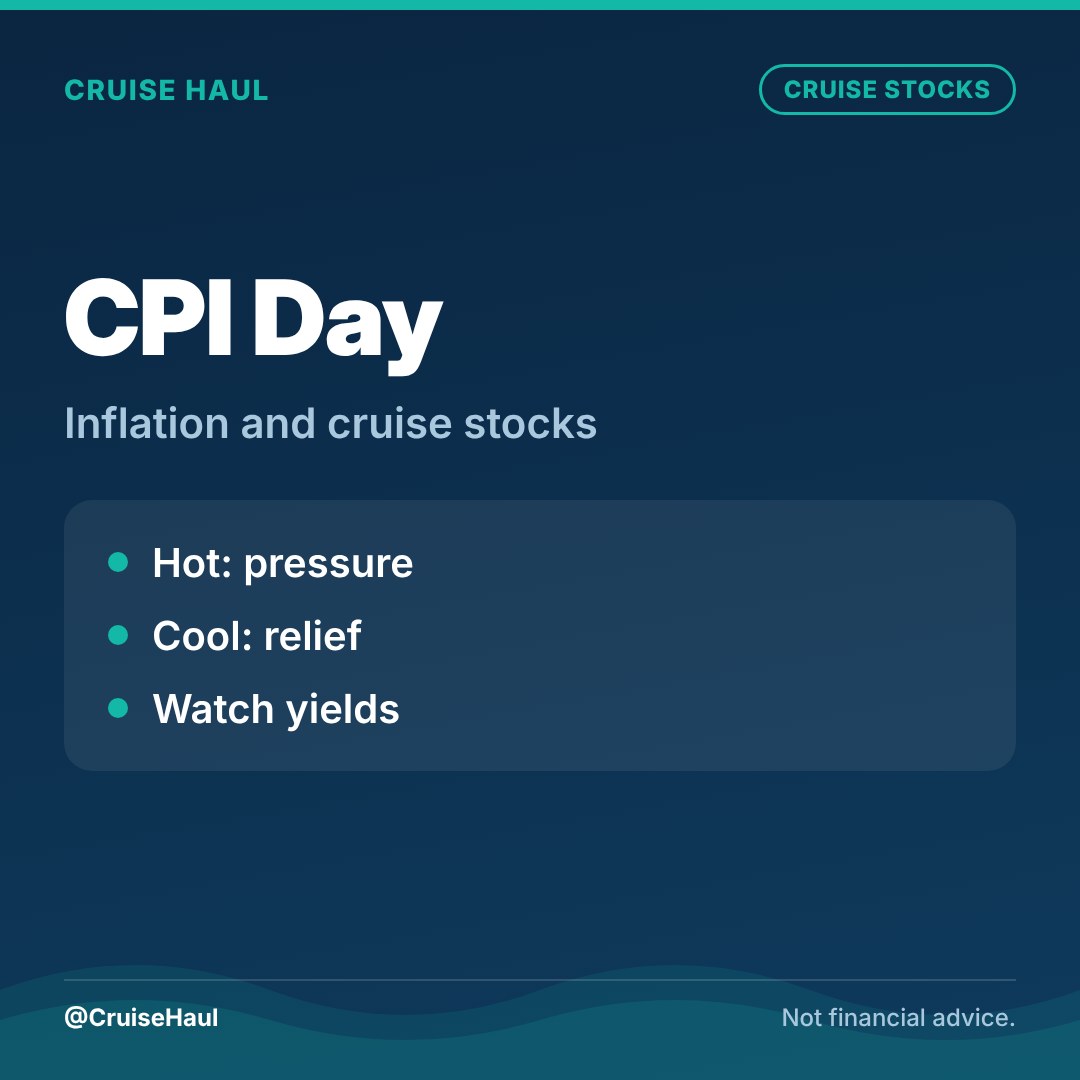 CRUISE HAUL
CRUISE STOCKS
CPI Day
Inflation and cruise stocks
Hot: pressure
Cool: relief
Watch yields
@CruiseHaul
Not financial advice.